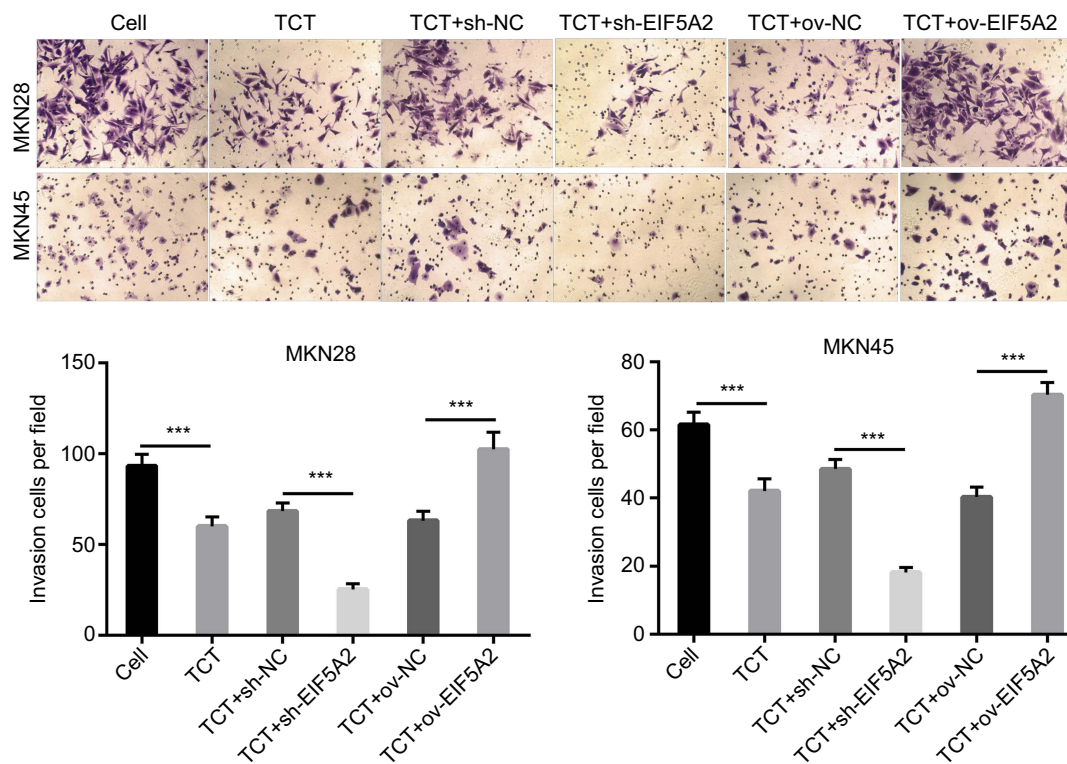 Cell TCT TCT+sh-NC TCT+sh-EIF5A2 TCT+ov-NC TCT+ov-EIF5A2
MKN28
MKN45
MKN28
Invasion cells per field
150
100
50
0
***
***
***
Cell
TCT
TCT+sh-NC
TCT+sh-EIF5A2
TCT+ov-NC
TCT+ov-EIF5A2
MKN45
Invasion cells per field
80
60
40
20
0
***
***
***
Cell
TCT
TCT+sh-NC
TCT+sh-EIF5A2
TCT+ov-NC
TCT+ov-EIF5A2